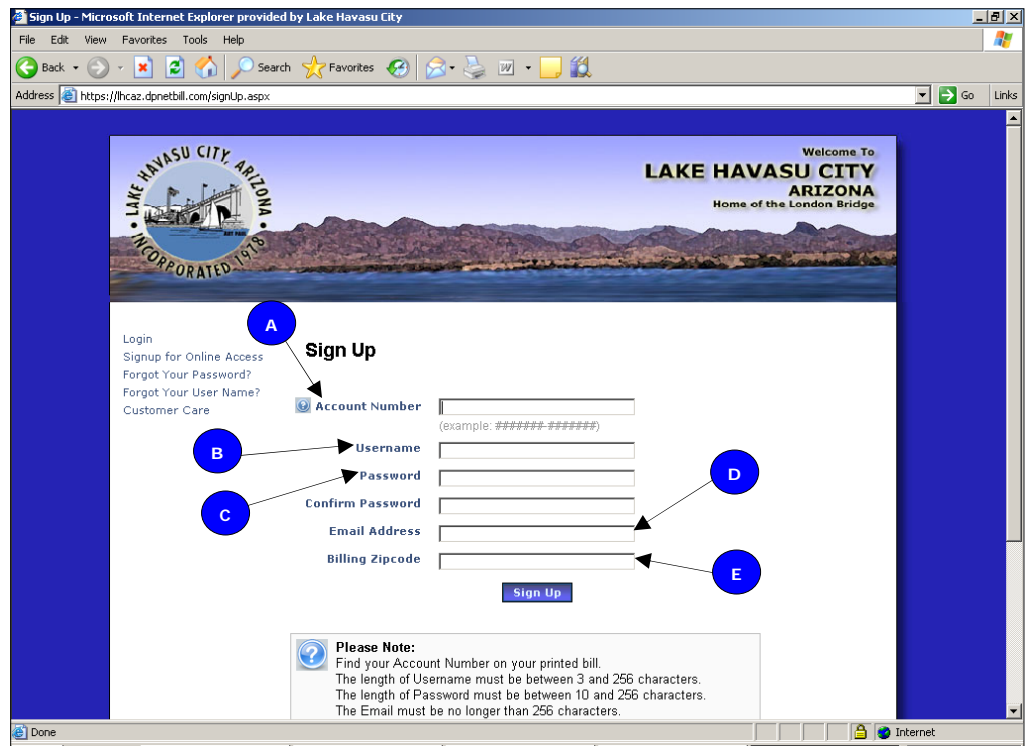 Sign Up - Microsoft Internet Explorer provided by Lake Havasu City
File Edit View Favorites Tools Help
Back Search Favorites
Address https://lhcaz.dpnetbill.com/signUp.aspx Go Links
LAKE HAVASU CITY, ARIZONA
INCORPORATED 1978
Welcome To
LAKE HAVASU CITY
ARIZONA
Home of the London Bridge
A
Login
Signup for Online Access
Forgot Your Password?
Forgot Your User Name?
Customer Care
Sign Up
Account Number
(example: #######-#######)
B
Username
Password
C
D
Confirm Password
Email Address
Billing Zipcode
E
Sign Up
Please Note:
Find your Account Number on your printed bill.
The length of Username must be between 3 and 256 characters.
The length of Password must be between 10 and 256 characters.
The Email must be no longer than 256 characters.
Done Internet